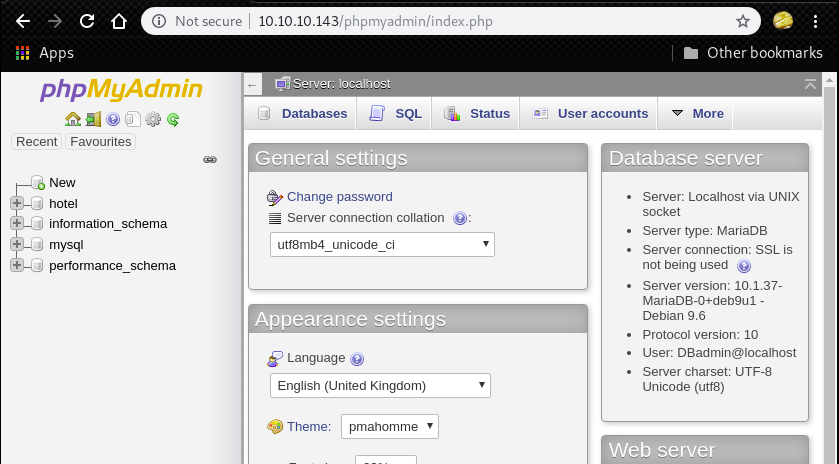 Not secure | 10.10.10.143/phpmyadmin/index.php
Apps
Other bookmarks
phpMyAdmin
Recent Favourites
New
hotel
information_schema
mysql
performance_schema
Server: localhost
Databases SQL Status User accounts More
General settings
Change password
Server connection collation :
utf8mb4_unicode_ci
Appearance settings
Language
English (United Kingdom)
Theme: pmahomme
Database server
Server: Localhost via UNIX
socket
Server type: MariaDB
Server connection: SSL is
not being used
Server version: 10.1.37-
MariaDB-0+deb9u1 -
Debian 9.6
Protocol version: 10
User: DBadmin@localhost
Server charset: UTF-8
Unicode (utf8)
Web server